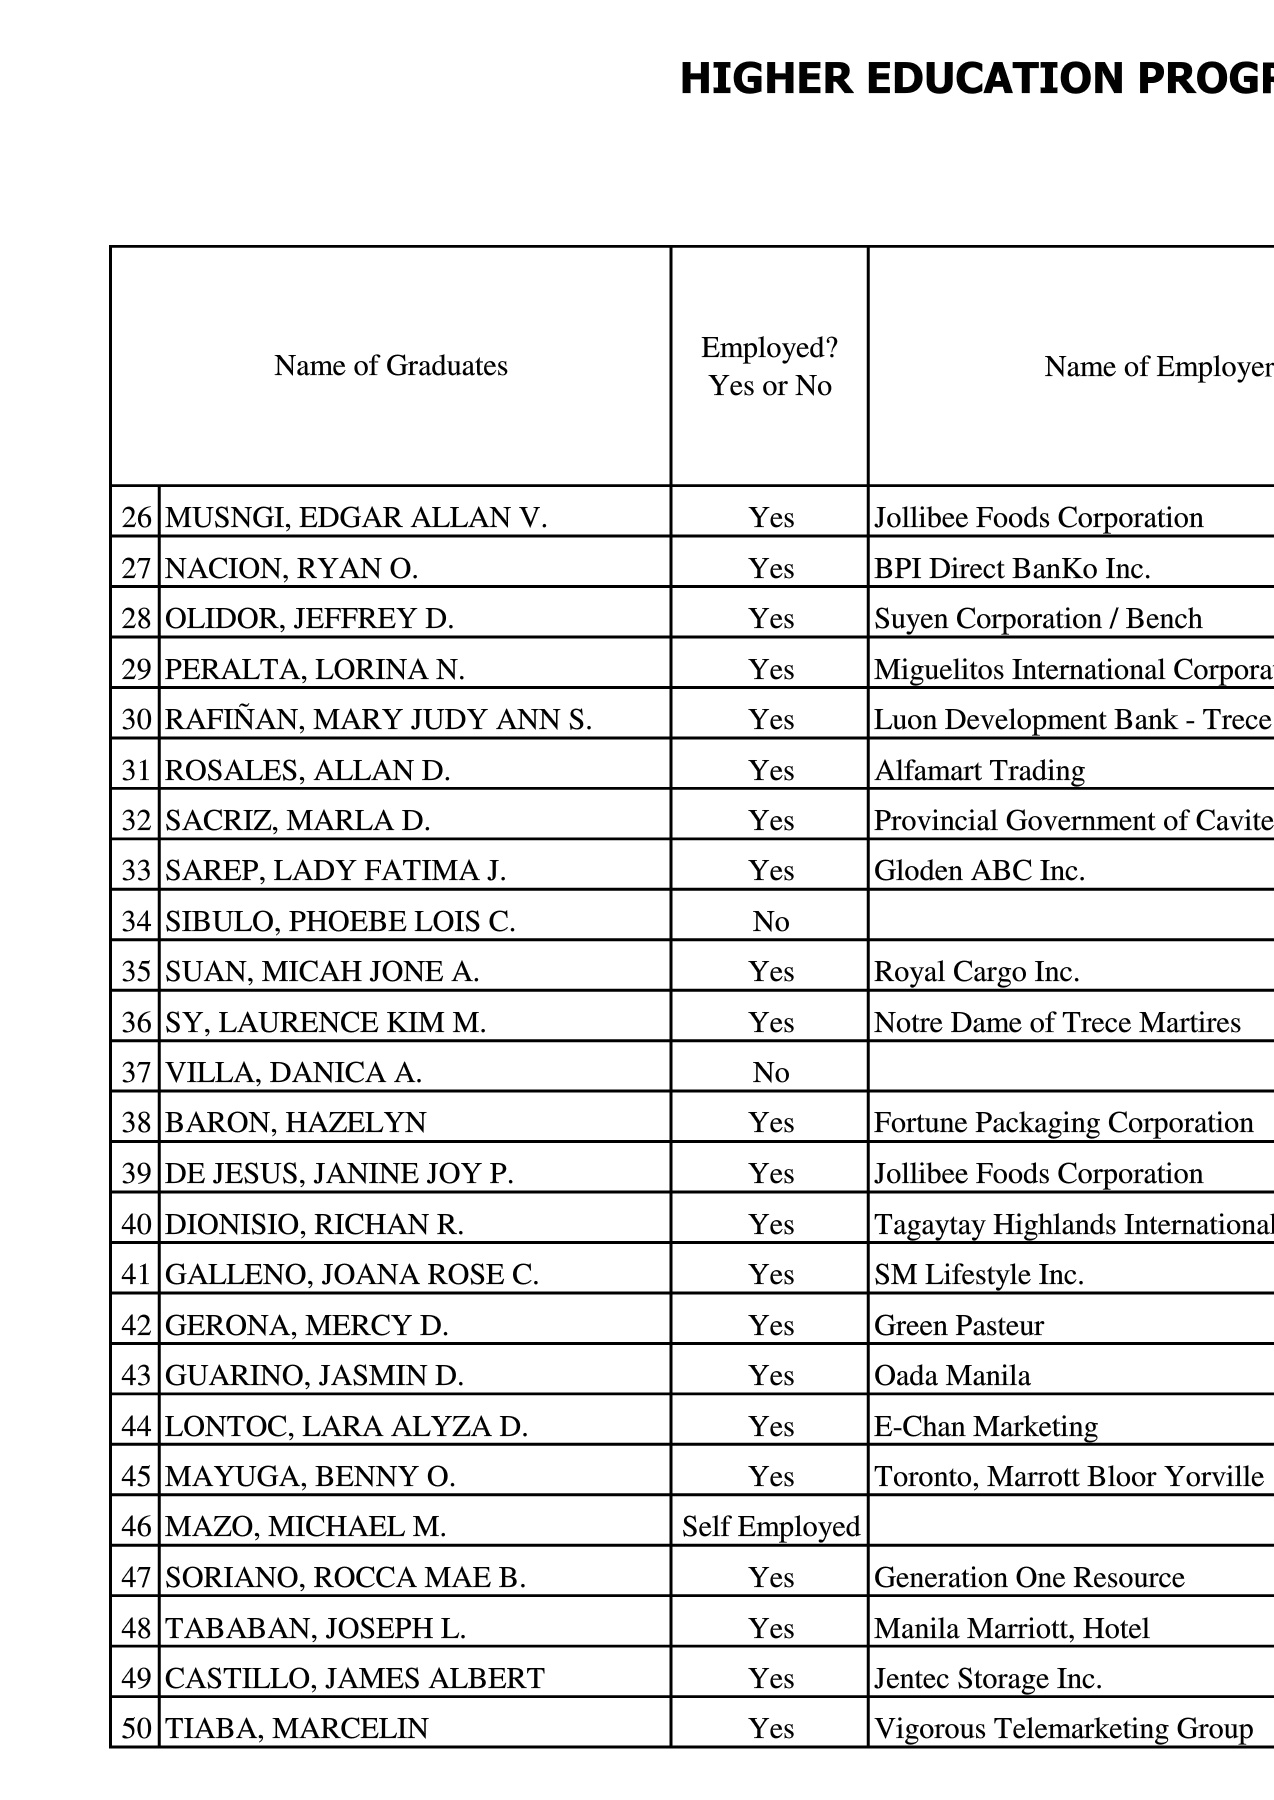 HIGHER EDUCATION PROGR
Name of Graduates
Employed?
Yes or No
Name of Employer
26 MUSNGI, EDGAR ALLAN V. Yes Jollibee Foods Corporation
27 NACION, RYAN O. Yes BPI Direct BanKo Inc.
28 OLIDOR, JEFFREY D. Yes Suyen Corporation / Bench
29 PERALTA, LORINA N. Yes Miguelitos International Corpora
30 RAFIÑAN, MARY JUDY ANN S. Yes Luon Development Bank - Trece
31 ROSALES, ALLAN D. Yes Alfamart Trading
32 SACRIZ, MARLA D. Yes Provincial Government of Cavite
33 SAREP, LADY FATIMA J. Yes Gloden ABC Inc.
34 SIBULO, PHOEBE LOIS C. No
35 SUAN, MICAH JONE A. Yes Royal Cargo Inc.
36 SY, LAURENCE KIM M. Yes Notre Dame of Trece Martires
37 VILLA, DANICA A. No
38 BARON, HAZELYN Yes Fortune Packaging Corporation
39 DE JESUS, JANINE JOY P. Yes Jollibee Foods Corporation
40 DIONISIO, RICHAN R. Yes Tagaytay Highlands International
41 GALLENO, JOANA ROSE C. Yes SM Lifestyle Inc.
42 GERONA, MERCY D. Yes Green Pasteur
43 GUARINO, JASMIN D. Yes Oada Manila
44 LONTOC, LARA ALYZA D. Yes E-Chan Marketing
45 MAYUGA, BENNY O. Yes Toronto, Marrott Bloor Yorville
46 MAZO, MICHAEL M. Self Employed
47 SORIANO, ROCCA MAE B. Yes Generation One Resource
48 TABABAN, JOSEPH L. Yes Manila Marriott, Hotel
49 CASTILLO, JAMES ALBERT Yes Jentec Storage Inc.
50 TIABA, MARCELIN Yes Vigorous Telemarketing Group